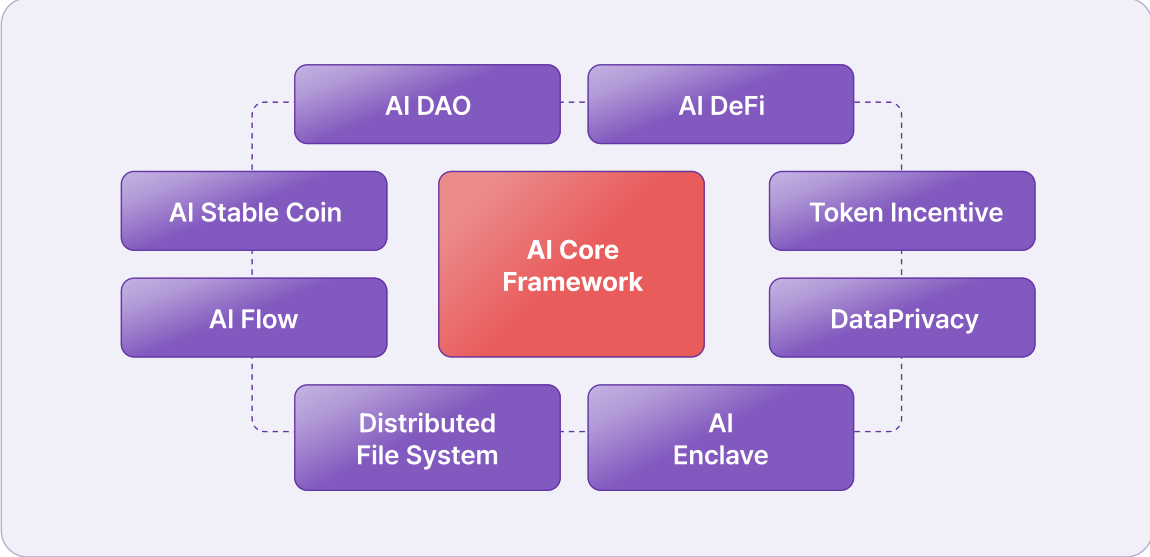 AI DAO
AI DeFi
AI Stable Coin
AI Core
Framework
Token Incentive
AI Flow
DataPrivacy
Distributed
File System
AI
Enclave